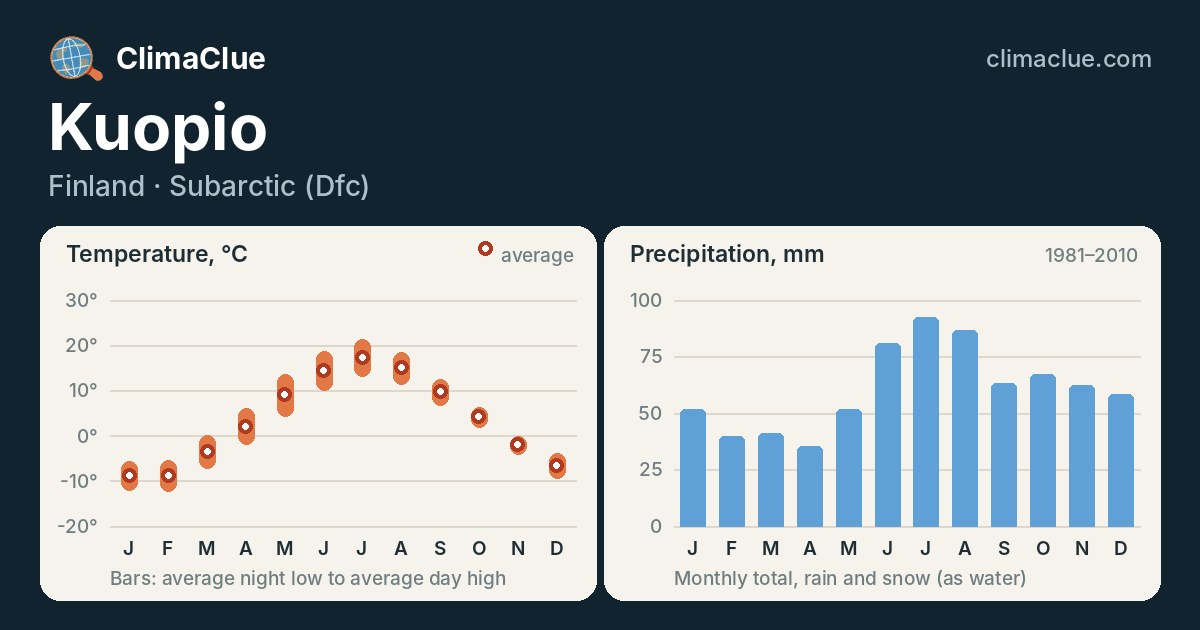 ClimaClue
climaclue.com
Kuopio
Finland · Subarctic (Dfc)
Temperature, °C
average
30°
20°
10°
0°
-10°
-20°
J F M A M J J A S O N D
Bars: average night low to average day high
Precipitation, mm
1981–2010
100
75
50
25
0
J F M A M J J A S O N D
Monthly total, rain and snow (as water)